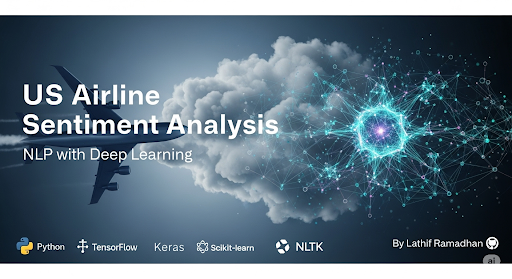 US Airline
Sentiment Analysis
NLP with Deep Learning
Python
TensorFlow
Keras
Scikit-learn
NLTK
By Lathif Ramadhan
ai